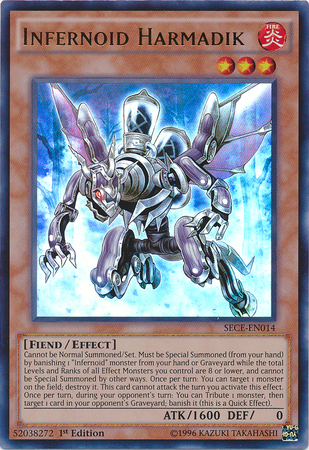 INFERNOID HARMADIK
FIRE
炎
SECE-EN014
[FIEND / EFFECT]
Cannot be Normal Summoned/Set. Must be Special Summoned (from your hand)
by banishing 1 "Infernoid" monster from your hand or Graveyard while the total
Levels and Ranks of all Effect Monsters you control are 8 or lower, and cannot
be Special Summoned by other ways. Once per turn: You can target 1 monster
on the field; destroy it. This card cannot attack the turn you activate this effect.
Once per turn, during your opponent's turn: You can Tribute 1 monster, then
target 1 card in your opponent's Graveyard; banish it (this is a Quick Effect).
ATK/1600 DEF/ 0
52038272 1st Edition ©1996 KAZUKI TAKAHASHI